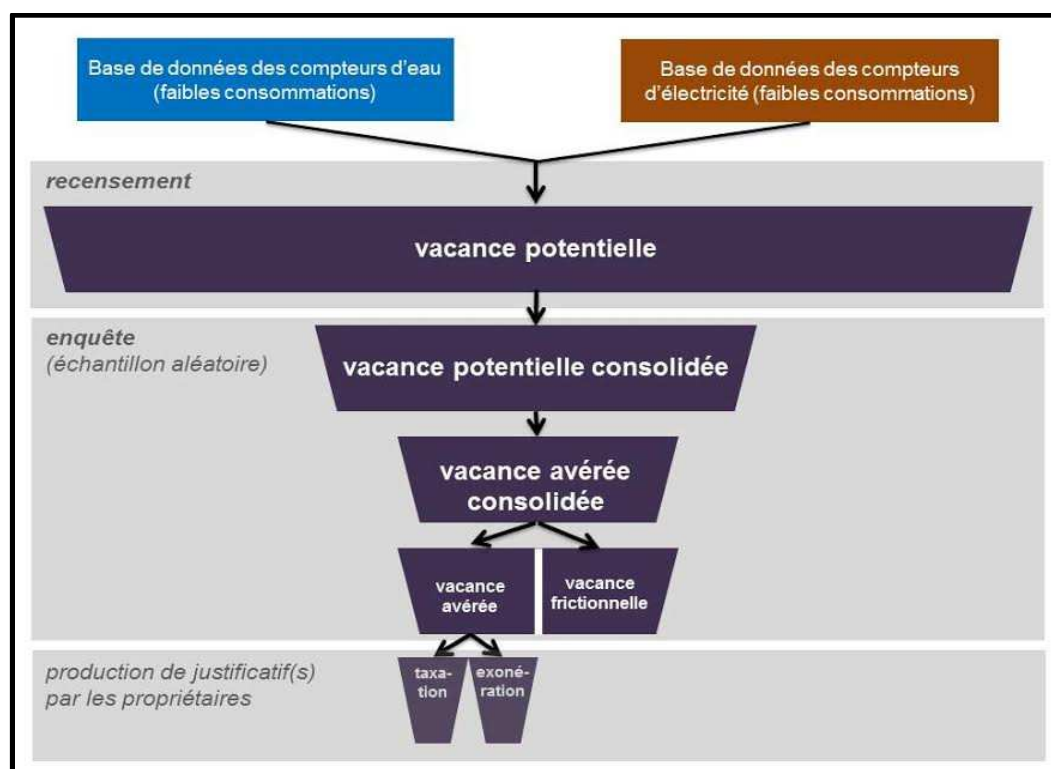 Base de données des compteurs d'eau
(faibles consommations)
Base de données des compteurs
d'électricité (faibles consommations)
recensement
vacance potentielle
enquête
(échantillon aléatoire)
vacance potentielle consolidée
vacance avérée
consolidée
vacance
avérée
vacance
frictionnelle
production de justificatif(s)
par les propriétaires
taxa-
tion
exoné-
ration